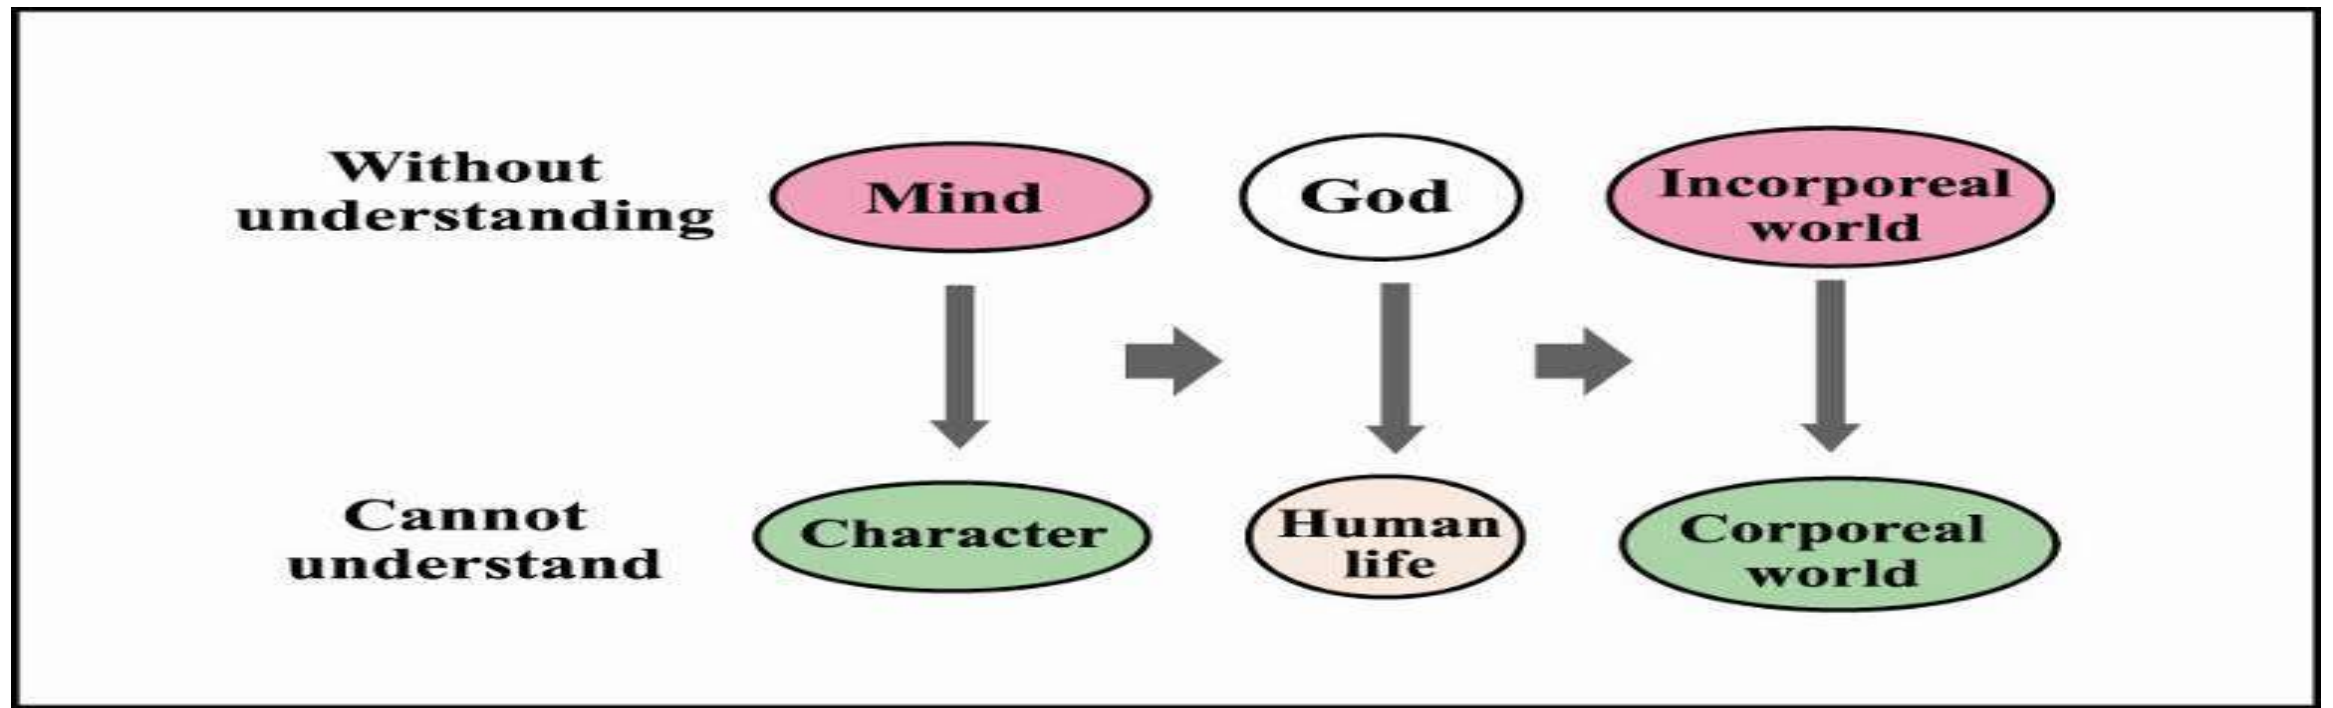 Without
understanding
Mind
God
Incorporeal
world
Cannot
understand
Character
Human
life
Corporeal
world